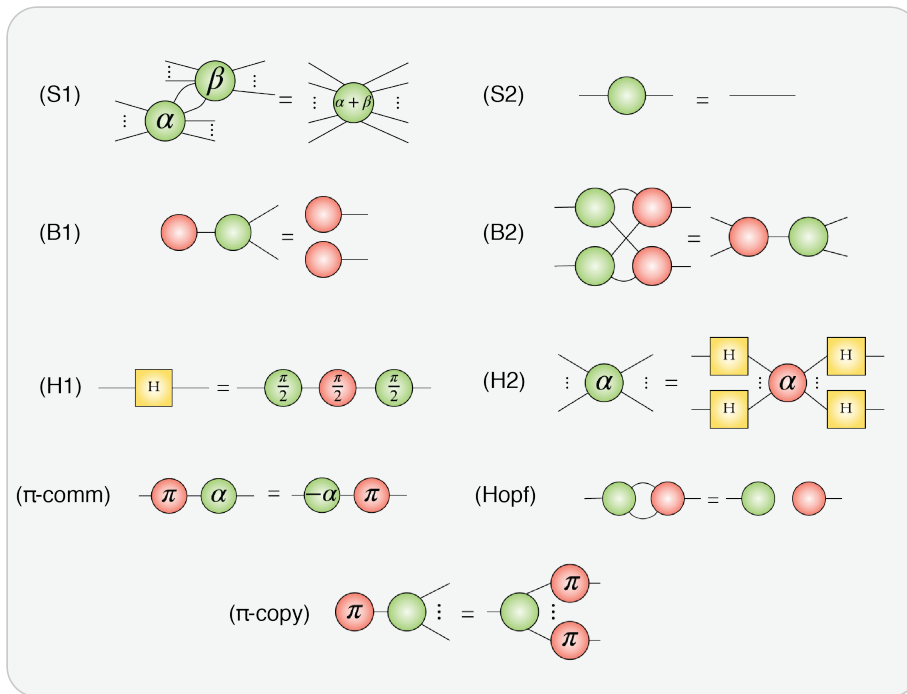 (S1) α β = α + β
(S2) =
(B1) =
(B2) =
(H1) H = π/2 π/2 π/2
(H2) α = H H α H H
(π-comm) π α = −α π
(Hopf) =
(π-copy) π = π π